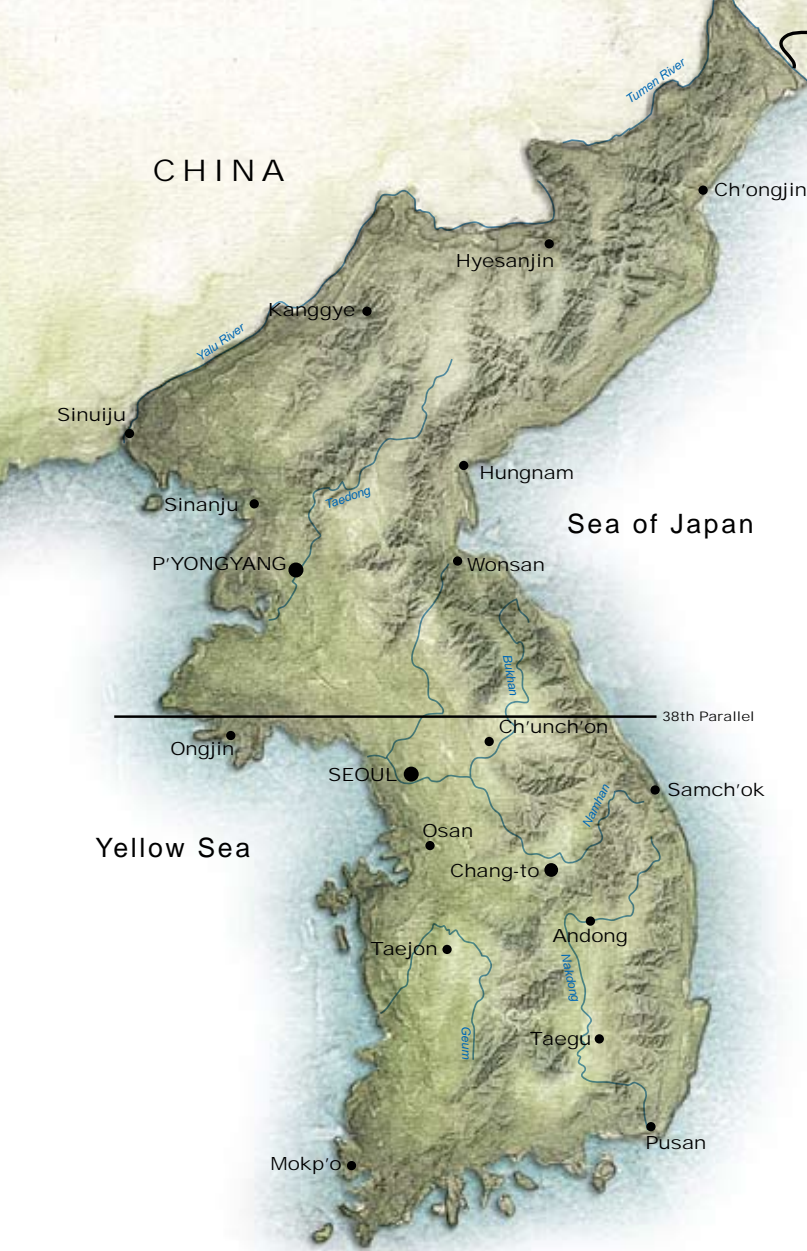 Tumen River
CHINA
Ch'ongjin
Hyesanjin
Kanggye
Yalu River
Sinuiju
Hungnam
Taedong
Sinanju
Sea of Japan
P'YONGYANG
Wonsan
Bukhan
38th Parallel
Ch'unch'on
Ongjin
SEOUL
Samch'ok
Namhan
Osan
Yellow Sea
Chang-to
Andong
Taejon
Nakdong
Geum
Taegu
Pusan
Mokp'o